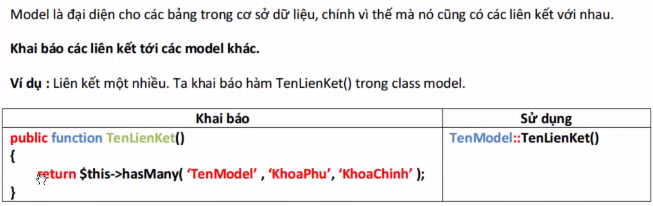 Model là đại diện cho các bảng trong cơ sở dữ liệu, chính vì thế mà nó cũng có các liên kết với nhau.
Khai báo các liên kết tới các model khác.
Ví dụ : Liên kết một nhiều. Ta khai báo hàm TenLienKet() trong class model.
Khai báo
Sử dụng
public function TenLienKet()
{
return $this->hasMany( ‘TenModel’ , ‘KhoaPhu’, ‘KhoaChinh’ );
}
TenModel::TenLienKet()